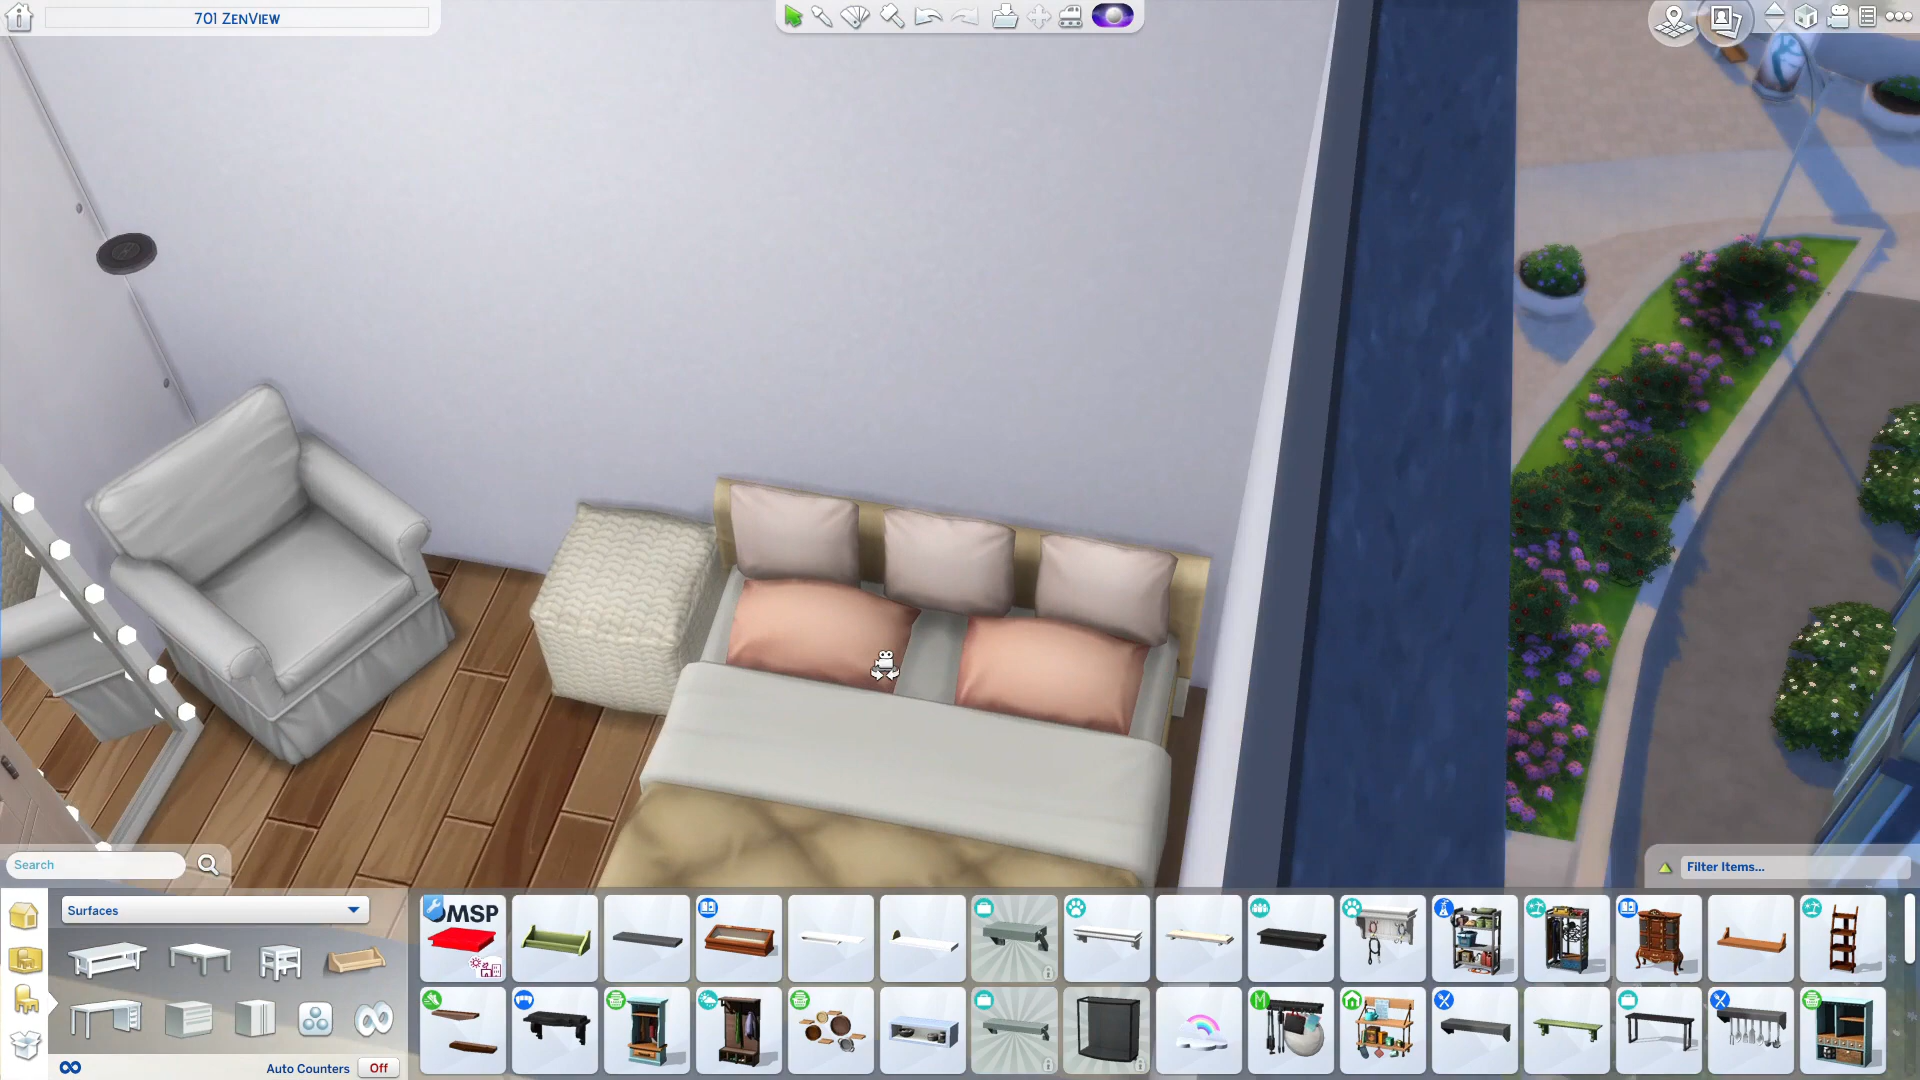 701 ZenView
Search
Filter Items...
Surfaces
MSP
M
Auto Counters
Off